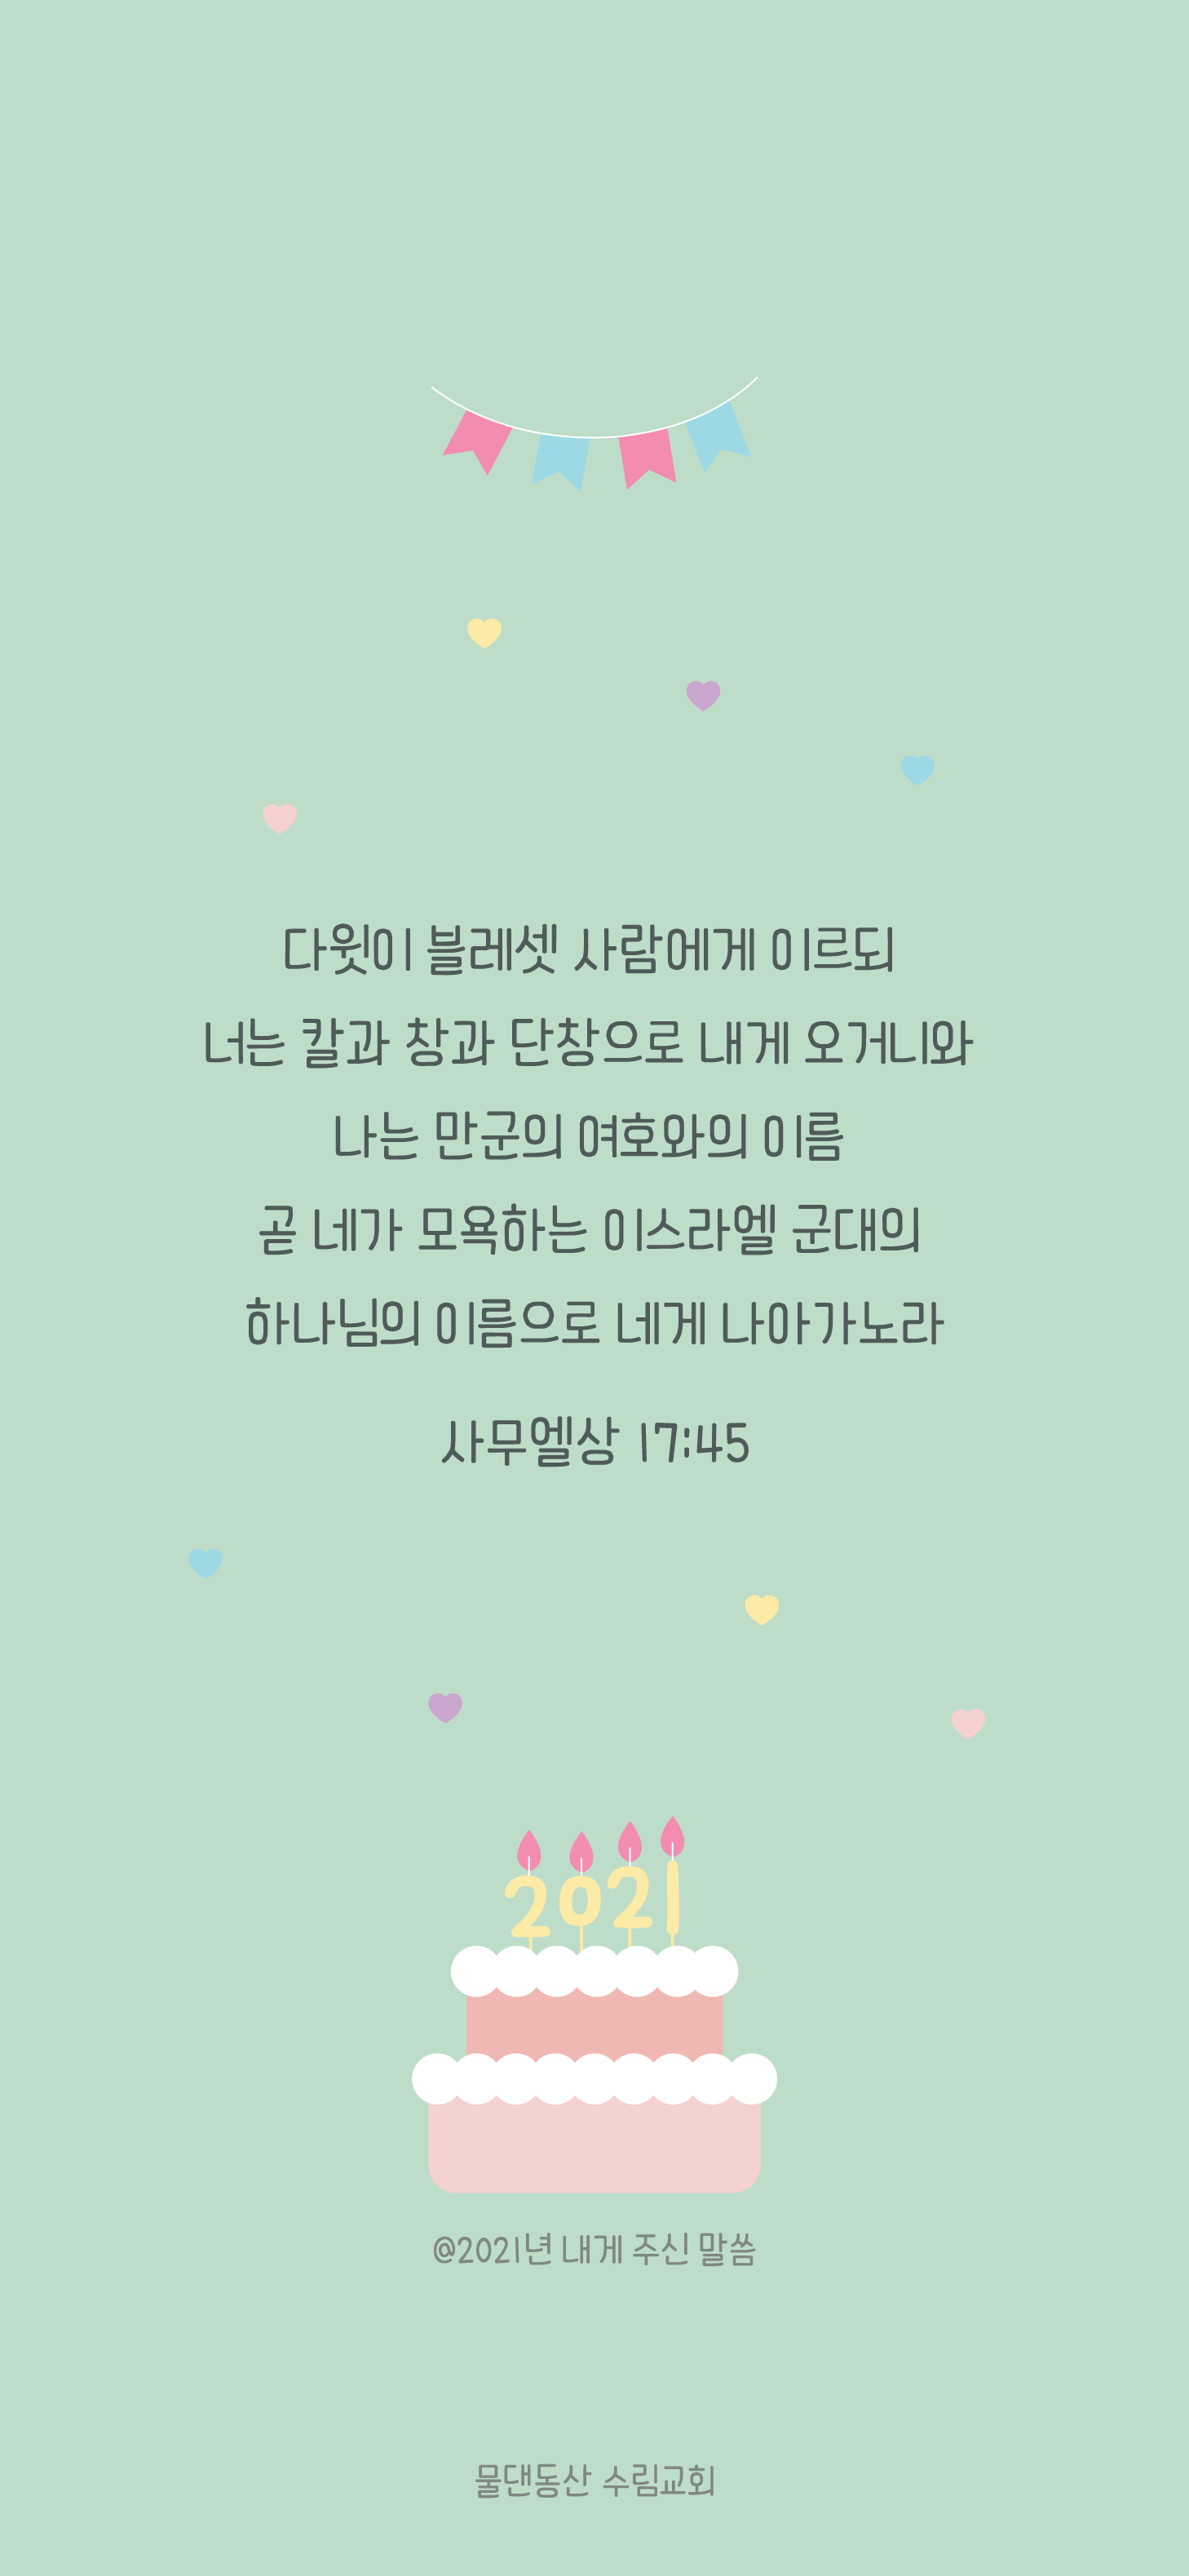 다윗이 블레셋 사람에게 이르되
너는 칼과 창과 단창으로 내게 오거니와
나는 만군의 여호와의 이름
곧 네가 모욕하는 이스라엘 군대의
하나님의 이름으로 네게 나아가노라
사무엘상 17:45
2021
@2021년 내게 주신 말씀
물댄동산 수림교회